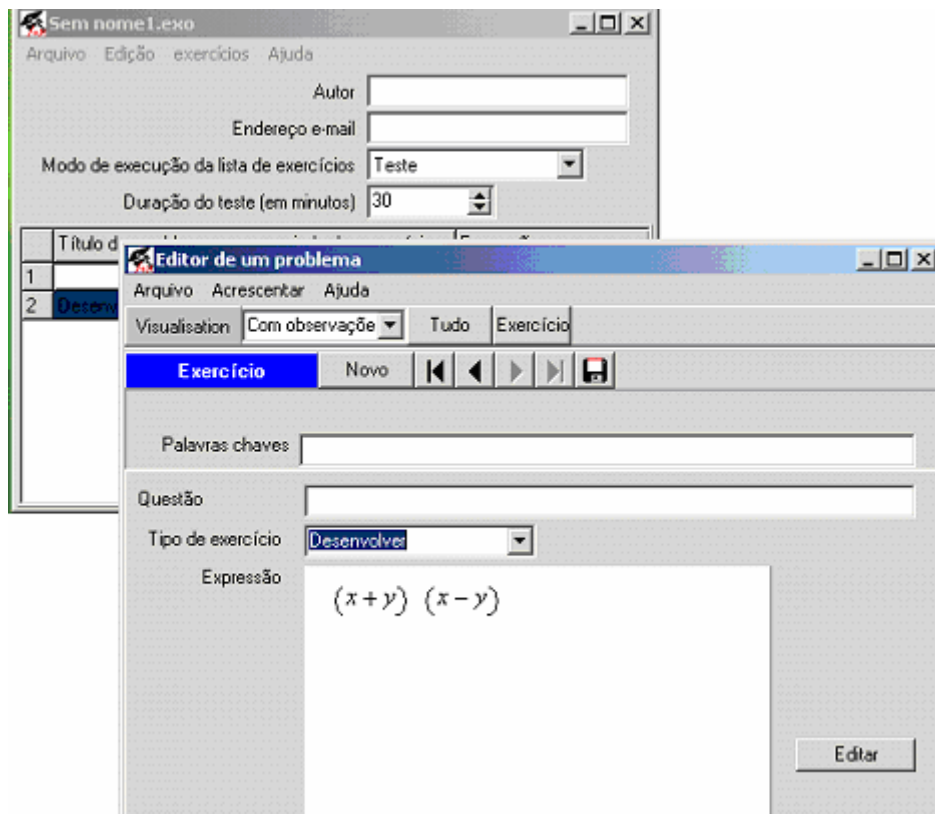 Sem nome1.exo
Arquivo Edição exercícios Ajuda
Autor
Endereço e-mail
Modo de execução da lista de exercícios Teste
Duração do teste (em minutos) 30
Título d
1
2 Desenv
Editor de um problema
Arquivo Acrescentar Ajuda
Visualisation Com observaçõe Tudo Exercício
Exercício Novo
Palavras chaves
Questão
Tipo de exercício Desenvolver
Expressão
(x+y) (x−y)
Editar